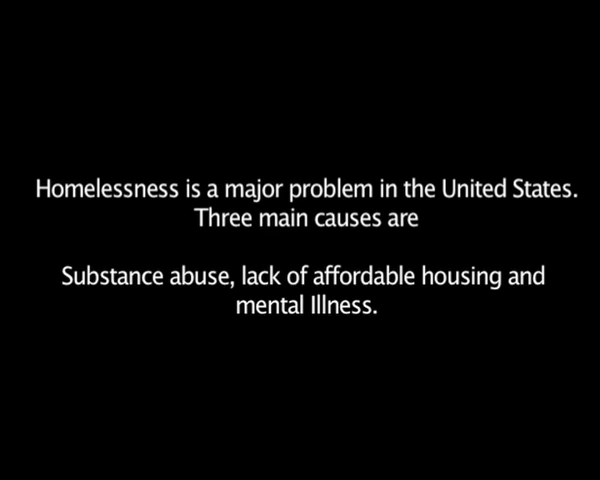 Homelessness is a major problem in the United States.
Three main causes are
Substance abuse, lack of affordable housing and
mental Illness.